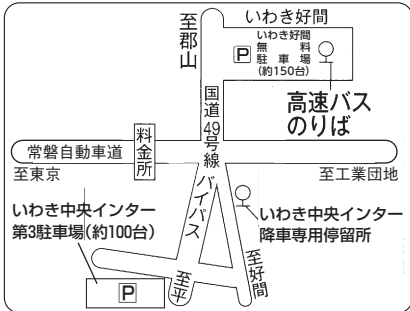 いわき好間
至郡山
いわき好間
無料
駐車場
(約150台)
P
高速バス
のりば
国道49号線バイパス
料金所
常磐自動車道
至東京
至工業団地
いわき中央インター
第3駐車場(約100台)
P
至平
至好間
いわき中央インター
降車専用停留所